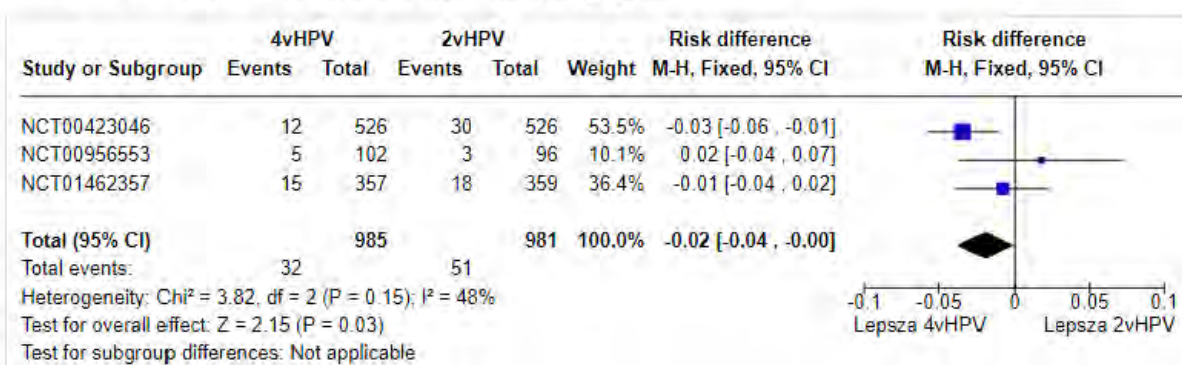 4vHPV 2vHPV Risk difference Risk difference
Study or Subgroup Events Total Events Total Weight M-H, Fixed, 95% CI M-H, Fixed, 95% CI
NCT00423046 12 526 30 526 53.5% -0.03 [-0.06 , -0.01]
NCT00956553 5 102 3 96 10.1% 0.02 [-0.04 , 0.07]
NCT01462357 15 357 18 359 36.4% -0.01 [-0.04 , 0.02]
Total (95% CI) 985 981 100.0% -0.02 [-0.04 , -0.00]
Total events: 32 51
Heterogeneity: Chi² = 3.82, df = 2 (P = 0.15); I² = 48%
Test for overall effect: Z = 2.15 (P = 0.03)
Test for subgroup differences: Not applicable
-0.1 -0.05 0 0.05 0.1
Lepsza 4vHPV Lepsza 2vHPV